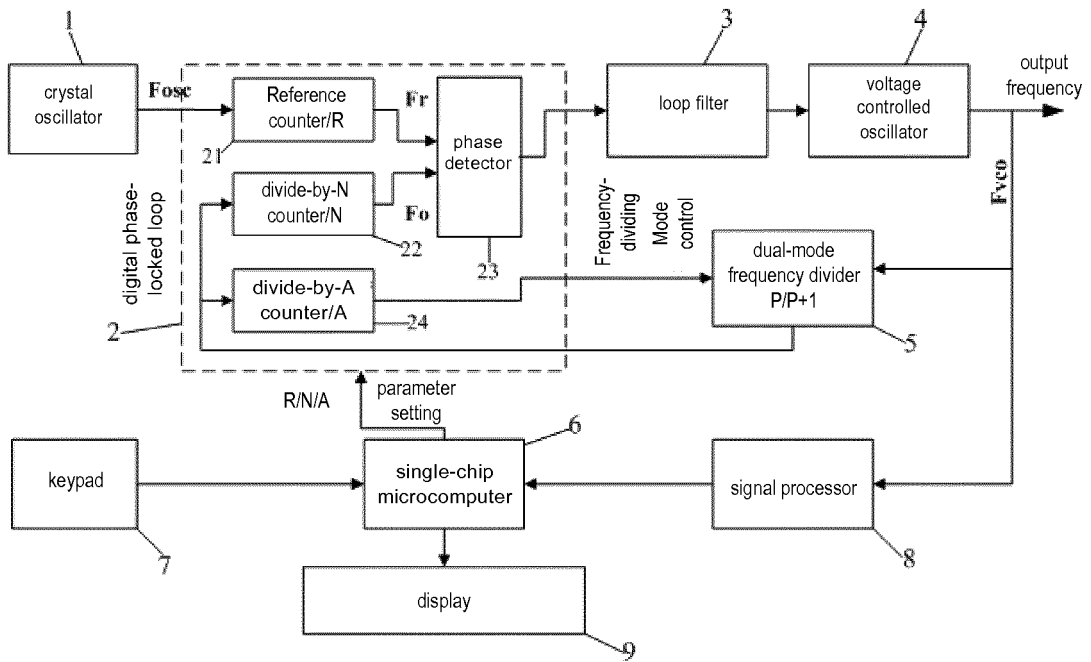 1
crystal
oscillator
Fosc
Reference
counter/R
21
Fr
divide-by-N
counter/N
22
Fo
phase
detector
23
divide-by-A
counter/A
24
digital phase-
locked loop
2
3
loop filter
4
voltage
controlled
oscillator
output
frequency
Fvco
Frequency-
dividing
Mode
control
dual-mode
frequency divider
P/P+1
5
R/N/A
parameter
setting
6
single-chip
microcomputer
keypad
7
signal processor
8
display
9